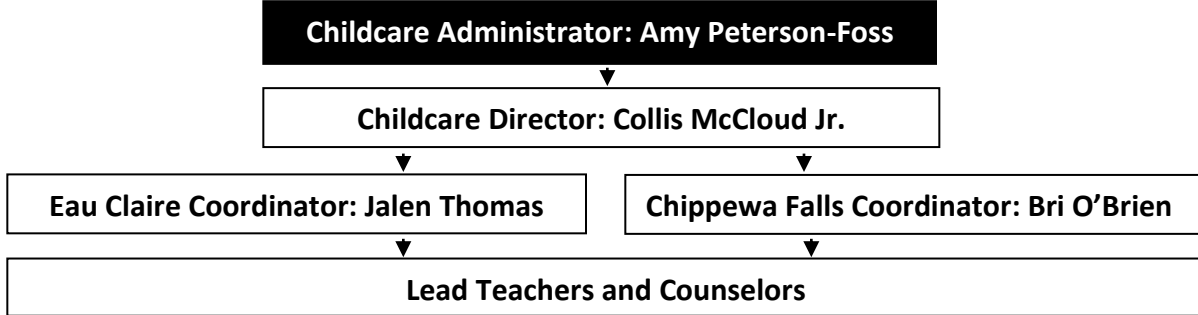 Childcare Administrator: Amy Peterson-Foss
Childcare Director: Collis McCloud Jr.
Eau Claire Coordinator: Jalen Thomas
Chippewa Falls Coordinator: Bri O’Brien
Lead Teachers and Counselors